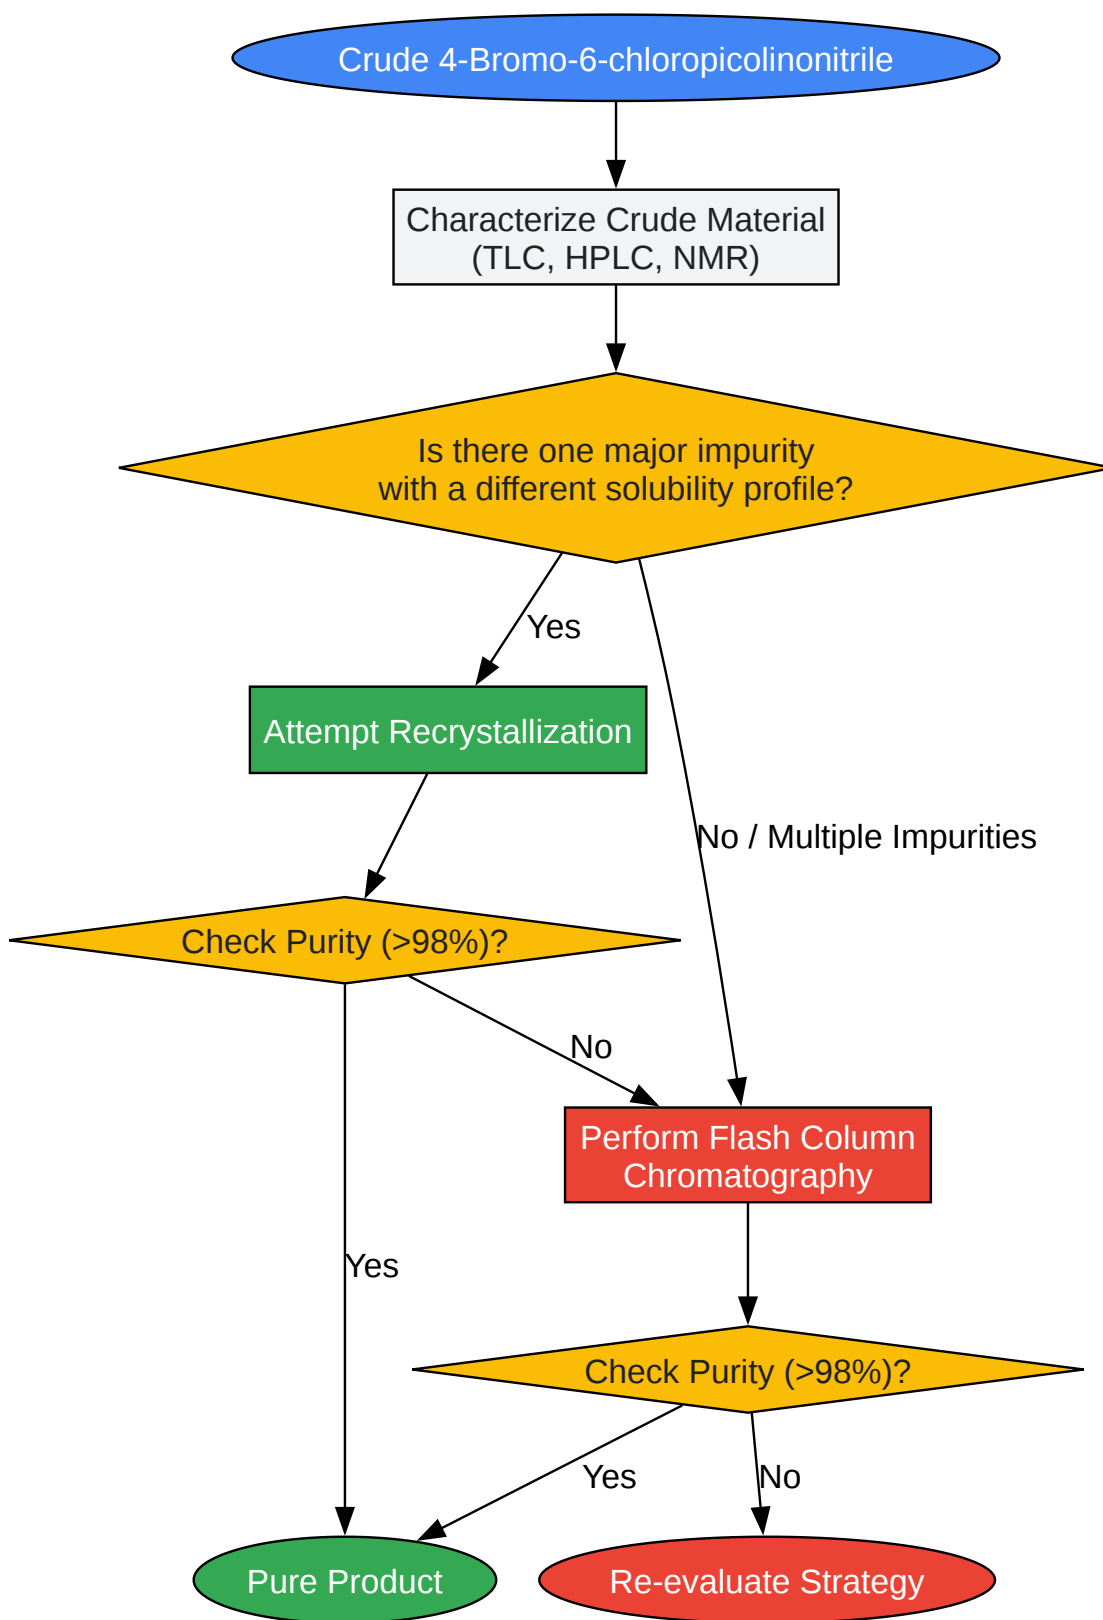 Crude 4-Bromo-6-chloropicolinonitrile
Characterize Crude Material
(TLC, HPLC, NMR)
Is there one major impurity
with a different solubility profile?
Yes
Attempt Recrystallization
No / Multiple Impurities
Check Purity (>98%)?
No
Perform Flash Column
Chromatography
Yes
Check Purity (>98%)?
Yes
No
Pure Product
Re-evaluate Strategy